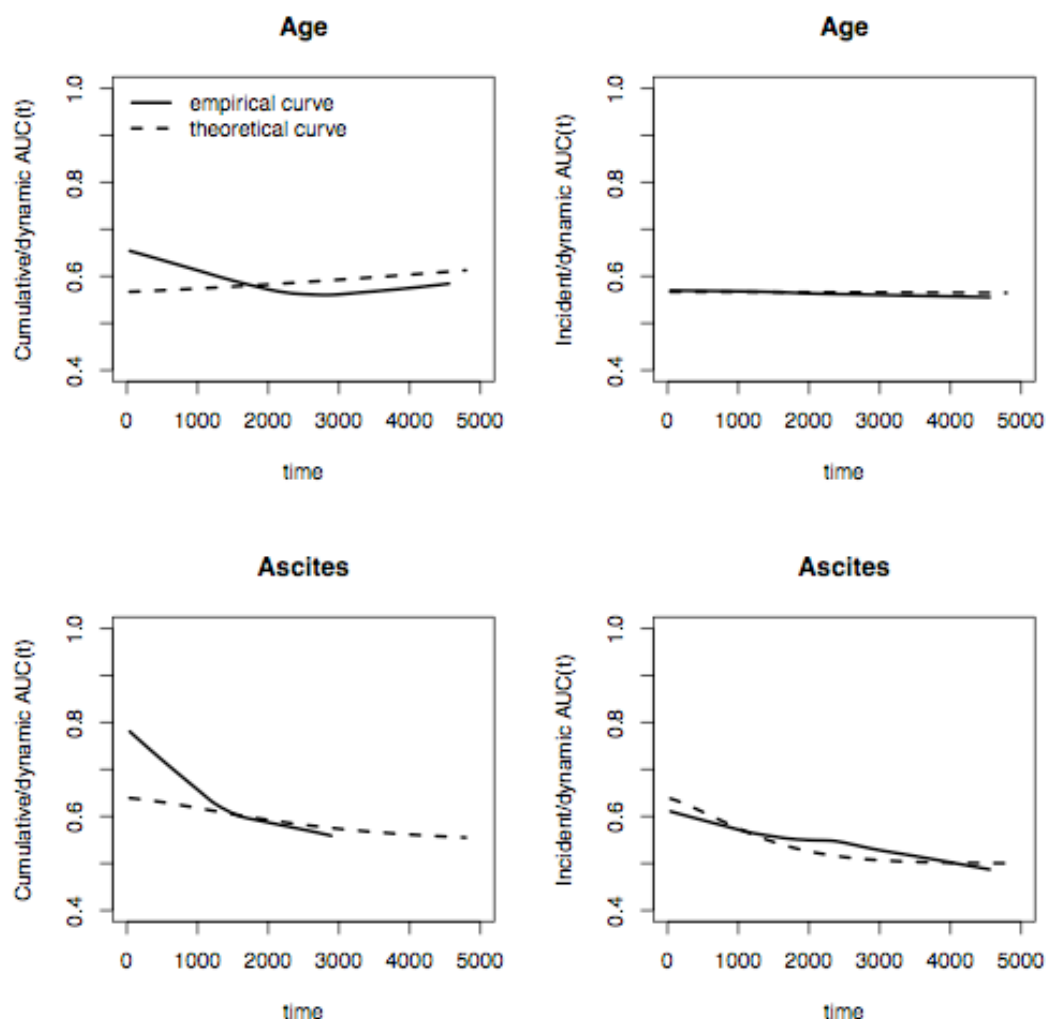 Age
Cumulative/dynamic AUC(t)
1.0
0.8
0.6
0.4
empirical curve
theoretical curve
0 1000 2000 3000 4000 5000
time
Age
Incident/dynamic AUC(t)
1.0
0.8
0.6
0.4
0 1000 2000 3000 4000 5000
time
Ascites
Cumulative/dynamic AUC(t)
1.0
0.8
0.6
0.4
0 1000 2000 3000 4000 5000
time
Ascites
Incident/dynamic AUC(t)
1.0
0.8
0.6
0.4
0 1000 2000 3000 4000 5000
time